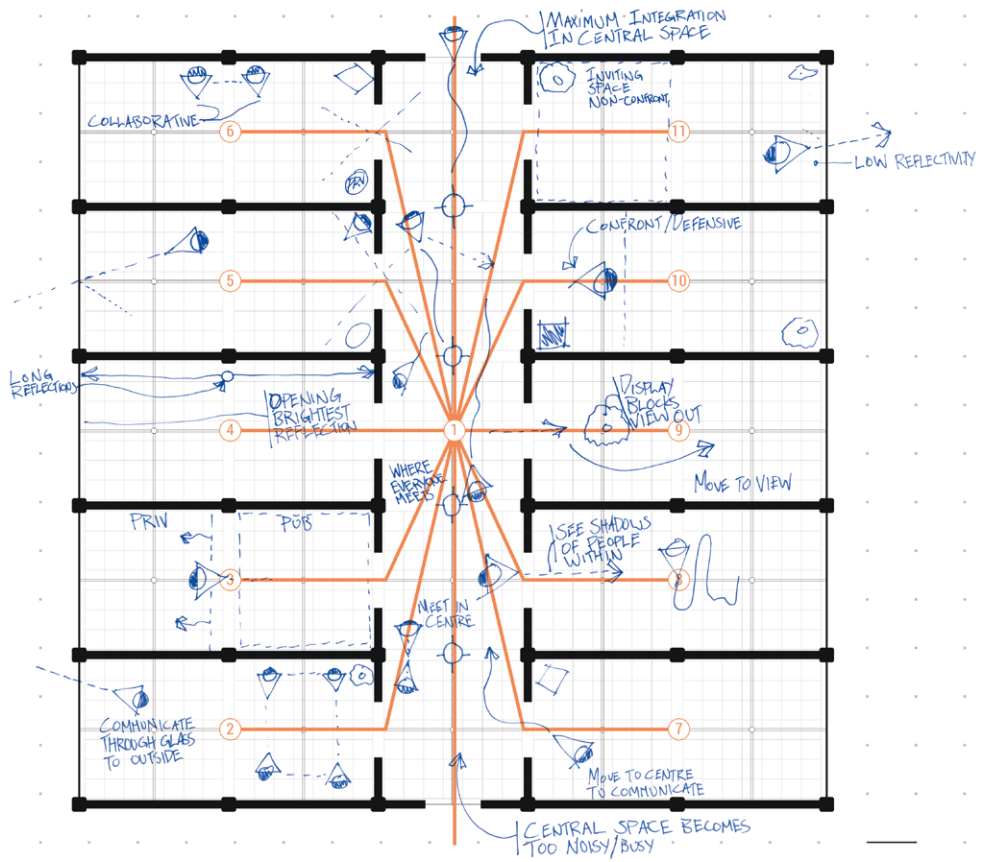 MAXIMUM INTEGRATION
IN CENTRAL SPACE
INVITING
SPACE
NON-CONFRONT.
COLLABORATIVE
6
11
LOW REFLECTIVITY
PRIV
CONFRONT/DEFENSIVE
5
10
LONG
REFLECTIONS
OPENING
BRIGHTEST
REFLECTION
DISPLAY
BLOCKS
VIEW OUT
4
1
9
WHERE
EVERYONE
MEETS
MOVE TO VIEW
PRIV
PUB
SEE SHADOWS
OF PEOPLE
WITHIN
3
8
MEET IN
CENTRE
COMMUNICATE
THROUGH GLASS
TO OUTSIDE
2
7
MOVE TO CENTRE
TO COMMUNICATE
CENTRAL SPACE BECOMES
TOO NOISY/BUSY